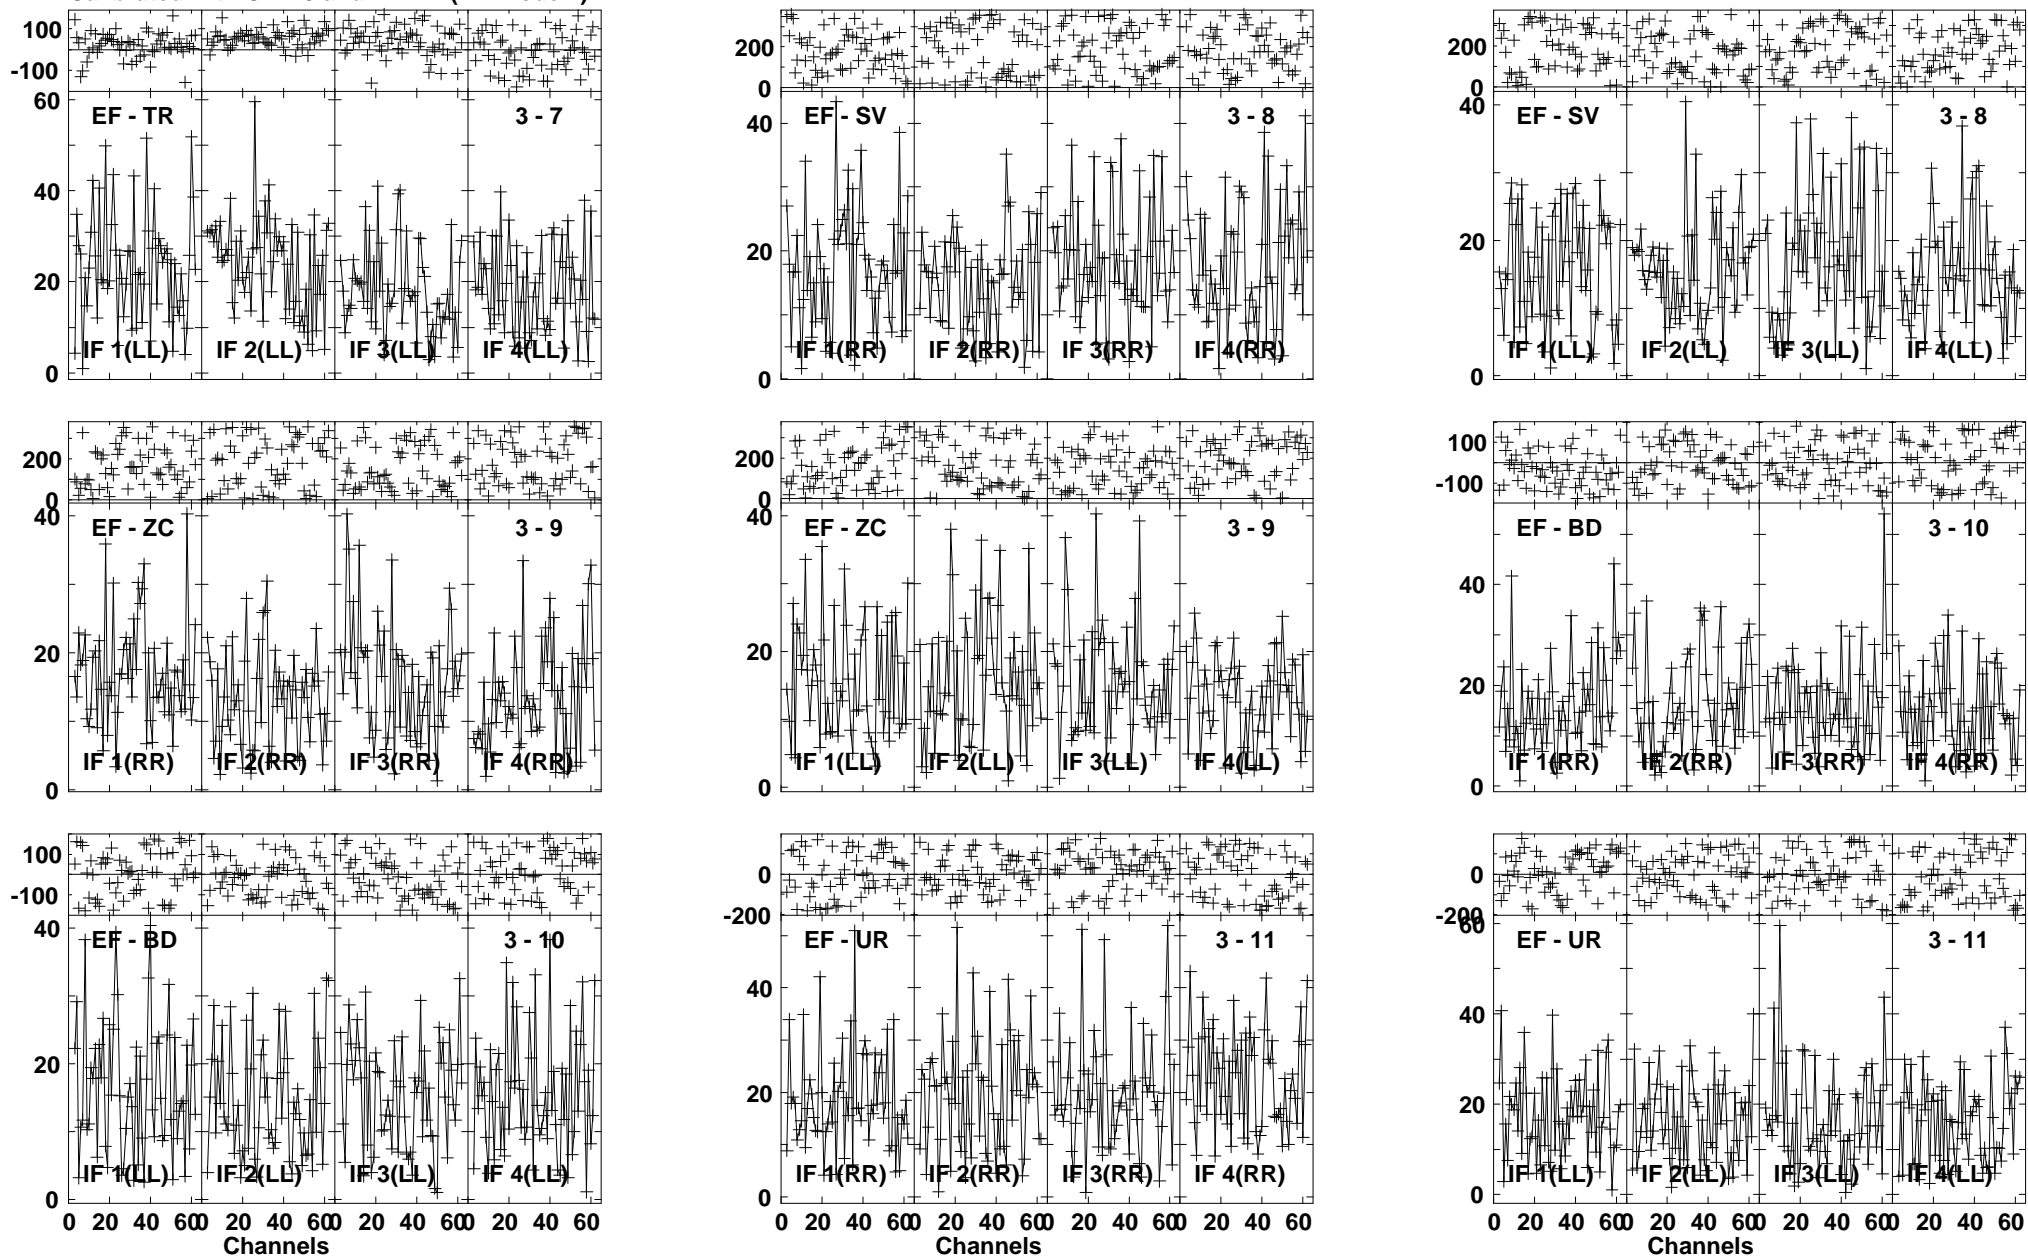 100
-100
60
40
20
0
EF - TR
3 - 7
IF 1(LL)
IF 2(LL)
IF 3(LL)
IF 4(LL)
200
0
40
20
0
EF - SV
3 - 8
IF 1(RR)
IF 2(RR)
IF 3(RR)
IF 4(RR)
200
0
40
20
0
EF - SV
3 - 8
IF 1(LL)
IF 2(LL)
IF 3(LL)
IF 4(LL)
200
0
40
20
0
EF - ZC
3 - 9
IF 1(RR)
IF 2(RR)
IF 3(RR)
IF 4(RR)
200
0
40
20
0
EF - ZC
3 - 9
IF 1(LL)
IF 2(LL)
IF 3(LL)
IF 4(LL)
100
-100
40
20
0
EF - BD
3 - 10
IF 1(RR)
IF 2(RR)
IF 3(RR)
IF 4(RR)
100
-100
40
20
0
EF - BD
3 - 10
IF 1(LL)
IF 2(LL)
IF 3(LL)
IF 4(LL)
0 20 40 60 0 20 40 60 0 20 40 60 0 20 40 60
Channels
0
-200
40
20
0
EF - UR
3 - 11
IF 1(RR)
IF 2(RR)
IF 3(RR)
IF 4(RR)
0 20 40 60 0 20 40 60 0 20 40 60 0 20 40 60
Channels
0
-200
60
40
20
0
EF - UR
3 - 11
IF 1(LL)
IF 2(LL)
IF 3(LL)
IF 4(LL)
0 20 40 60 0 20 40 60 0 20 40 60 0 20 40 60
Channels